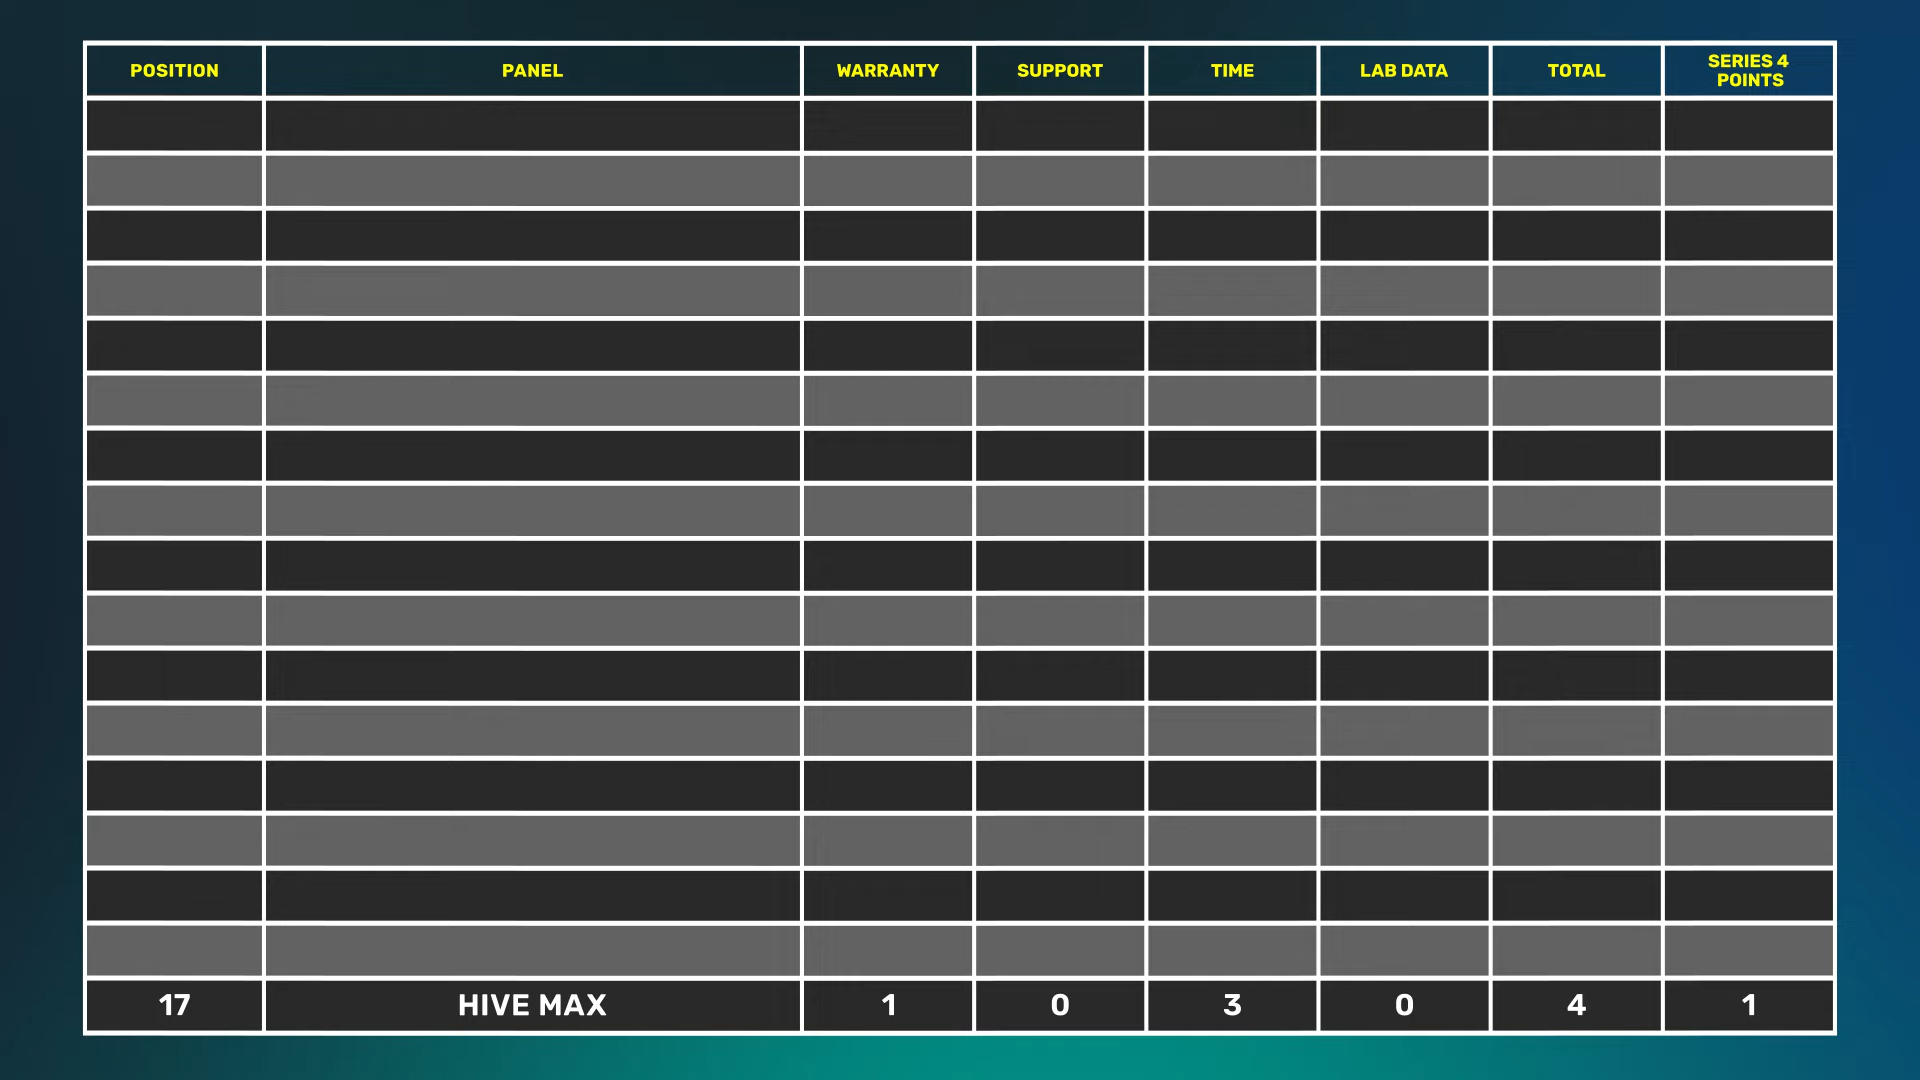 POSITION PANEL WARRANTY SUPPORT TIME LAB DATA TOTAL SERIES 4
POINTS
17 HIVE MAX 1 0 3 0 4 1